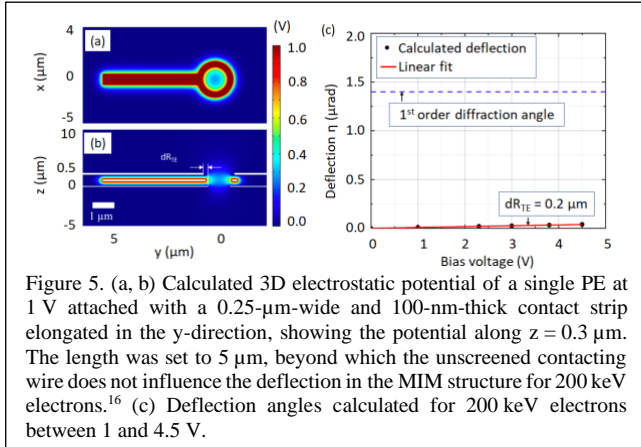 (a)
4
0
-5
x (µm)
(V)
1.0
0.8
0.6
0.4
0.2
0.0
(b)
10
0.5
0
-5
z (µm)
dR_TE
1 µm
5
0
y (µm)
(c)
2.0
1.5
1.0
0.5
0.0
Deflection η (µrad)
Calculated deflection
Linear fit
1st order diffraction angle
dR_TE = 0.2 µm
0 1 2 3 4 5
Bias voltage (V)
Figure 5. (a, b) Calculated 3D electrostatic potential of a single PE at
1 V attached with a 0.25-µm-wide and 100-nm-thick contact strip
elongated in the y-direction, showing the potential along z = 0.3 µm.
The length was set to 5 µm, beyond which the unscreened contacting
wire does not influence the deflection in the MIM structure for 200 keV
electrons.16 (c) Deflection angles calculated for 200 keV electrons
between 1 and 4.5 V.